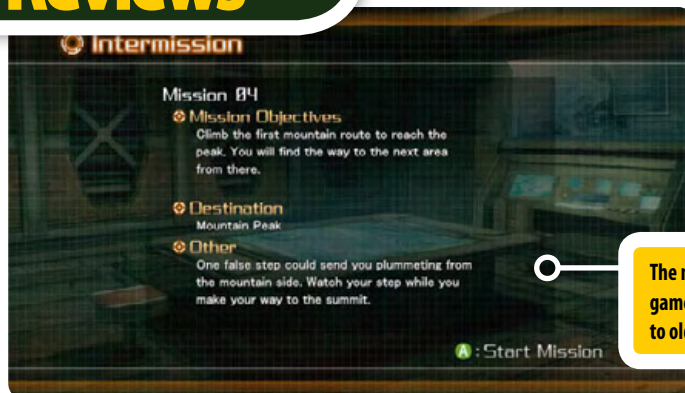 Reviews
Intermission
Mission 04
Mission Objectives
Climb the first mountain route to reach the
peak. You will find the way to the next area
from there.
Destination
Mountain Peak
Other
One false step could send you plummeting from
the mountain side. Watch your step while you
make your way to the summit.
The
game
to
A : Start Mission